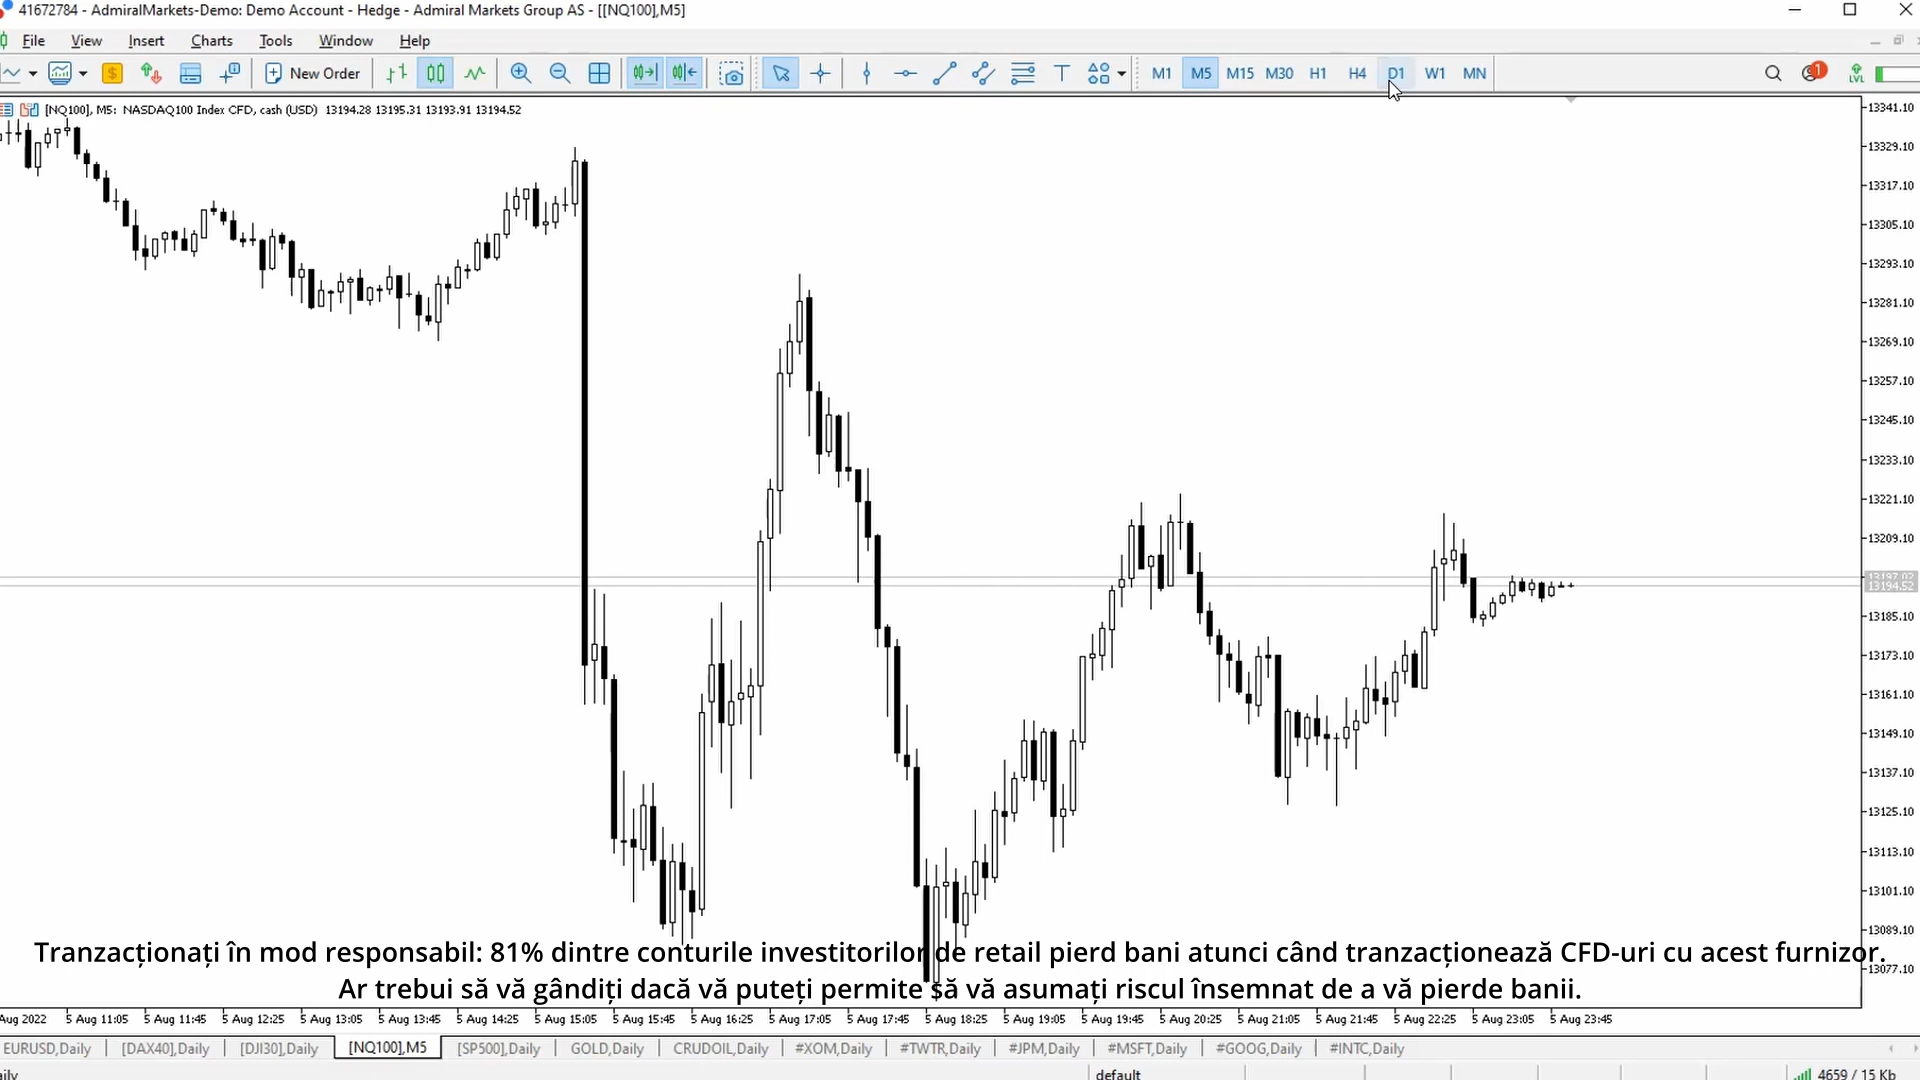 41672784 - AdmiralMarkets-Demo: Demo Account - Hedge - Admiral Markets Group AS - [[NQ100],M5]
File View Insert Charts Tools Window Help
New Order M1 M5 M15 M30 H1 H4 D1 W1 MN 1 LVL
[NQ100], M5: NASDAQ100 Index CFD, cash (USD) 13194.28 13195.31 13193.91 13194.52
13341.10
13329.10
13317.10
13305.10
13293.10
13281.10
13269.10
13257.10
13245.10
13233.10
13221.10
13209.10
13197.02
13194.52
13185.10
13173.10
13161.10
13149.10
13137.10
13125.10
13113.10
13101.10
13089.10
13077.10
Tranzacționați în mod responsabil: 81% dintre conturile investitorilor de retail pierd bani atunci când tranzacționează CFD-uri cu acest furnizor.
Ar trebui să vă gândiți dacă vă puteți permite să vă asumați riscul însemnat de a vă pierde banii.
Aug 2022 5 Aug 11:05 5 Aug 11:45 5 Aug 12:25 5 Aug 13:05 5 Aug 13:45 5 Aug 14:25 5 Aug 15:05 5 Aug 15:45 5 Aug 16:25 5 Aug 17:05 5 Aug 17:45 5 Aug 18:25 5 Aug 19:05 5 Aug 19:45 5 Aug 20:25 5 Aug 21:05 5 Aug 21:45 5 Aug 22:25 5 Aug 23:05 5 Aug 23:45
EURUSD,Daily [DAX40],Daily [DJI30],Daily [NQ100],M5 [SP500],Daily GOLD,Daily CRUDOIL,Daily #XOM,Daily #TWTR,Daily #JPM,Daily #MSFT,Daily #GOOG,Daily #INTC,Daily
default 4659 / 15 Kb